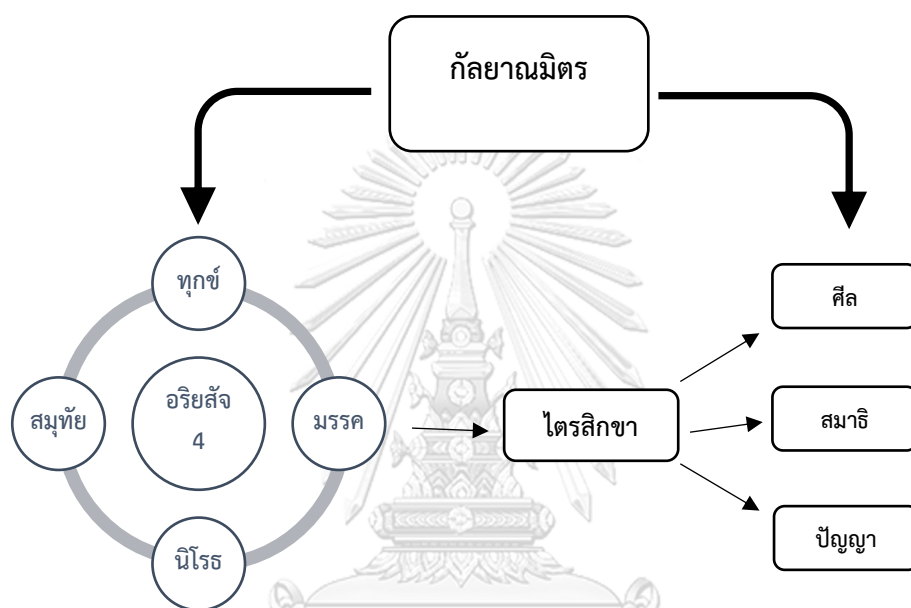 กัลยาณมิตร
ทุกข์
อริยสัจ
4
สมุทัย
มรรค
นิโรธ
ไตรสิกขา
ศีล
สมาธิ
ปัญญา